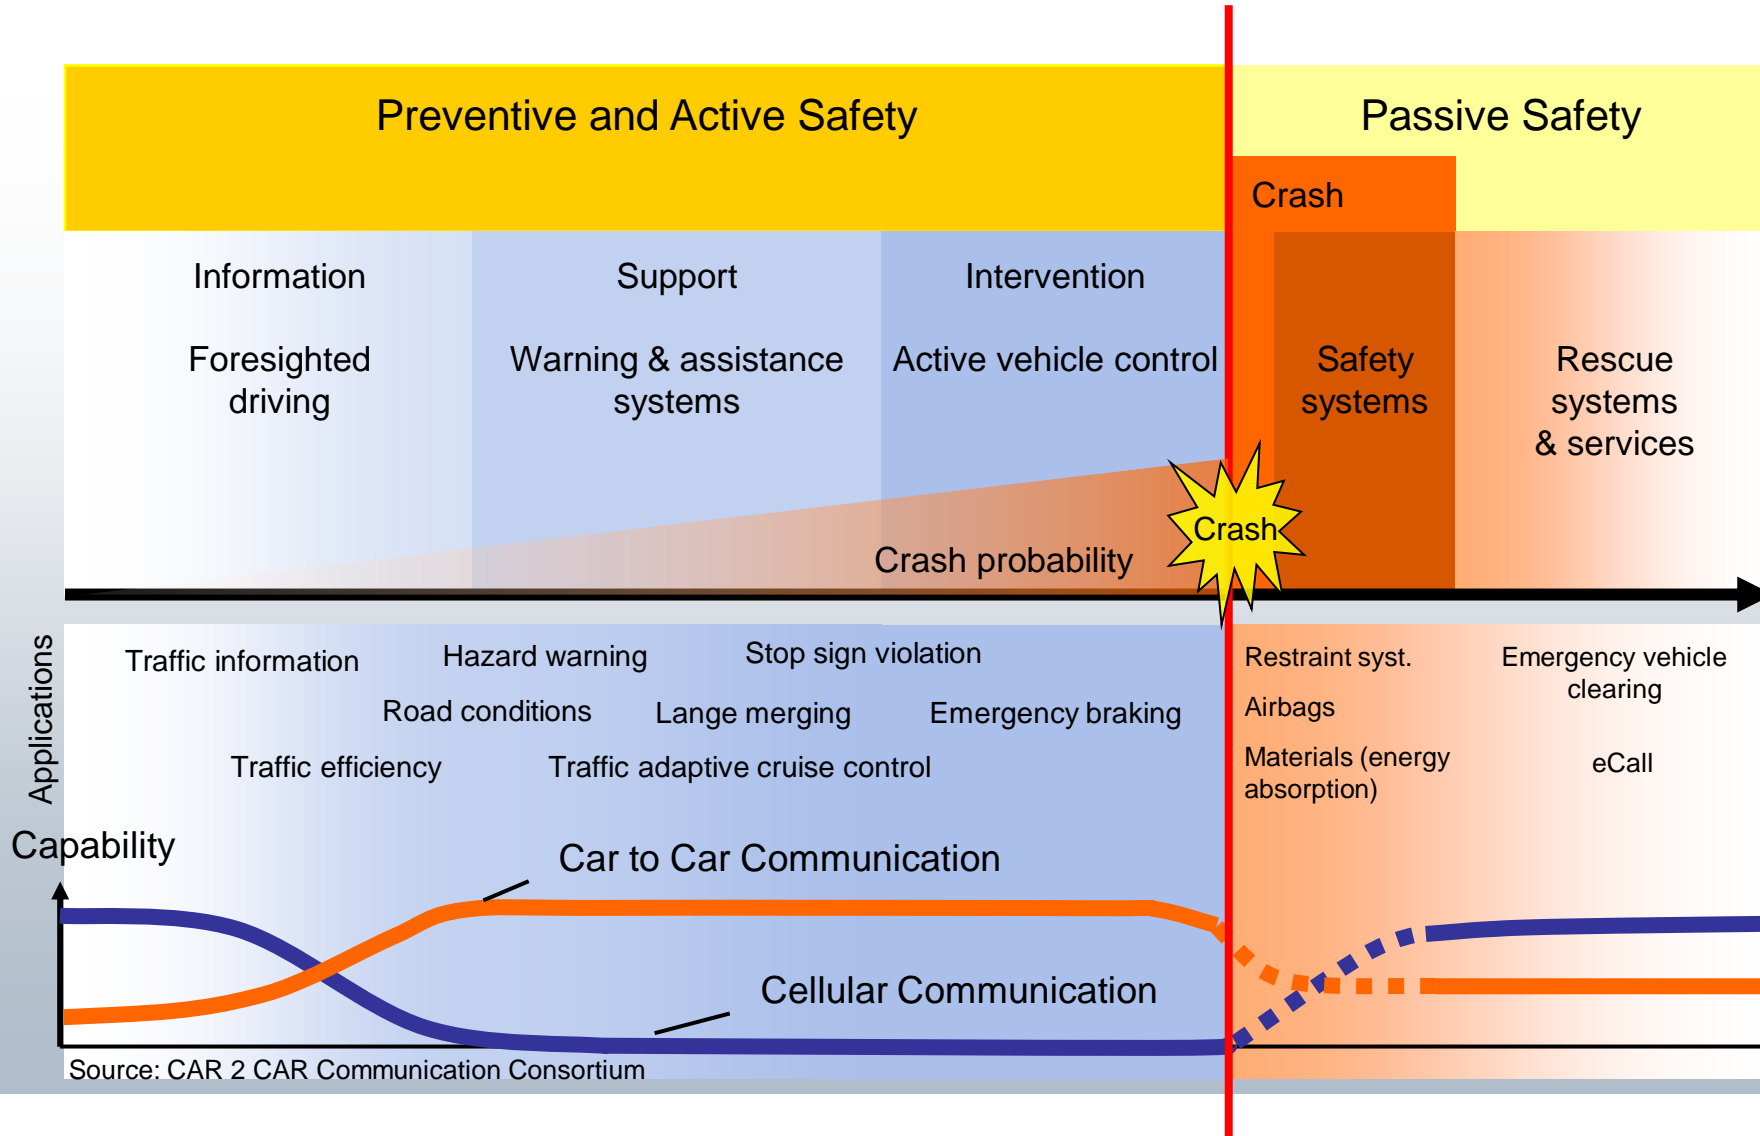 Preventive and Active Safety
Passive Safety
Crash
Information
Support
Intervention
Foresighted
driving
Warning & assistance
systems
Active vehicle control
Safety
systems
Rescue
systems
& services
Crash
Crash probability
Applications
Traffic information
Hazard warning
Stop sign violation
Road conditions
Lange merging
Emergency braking
Traffic efficiency
Traffic adaptive cruise control
Restraint syst.
Airbags
Materials (energy
absorption)
Emergency vehicle
clearing
eCall
Capability
Car to Car Communication
Cellular Communication
Source: CAR 2 CAR Communication Consortium